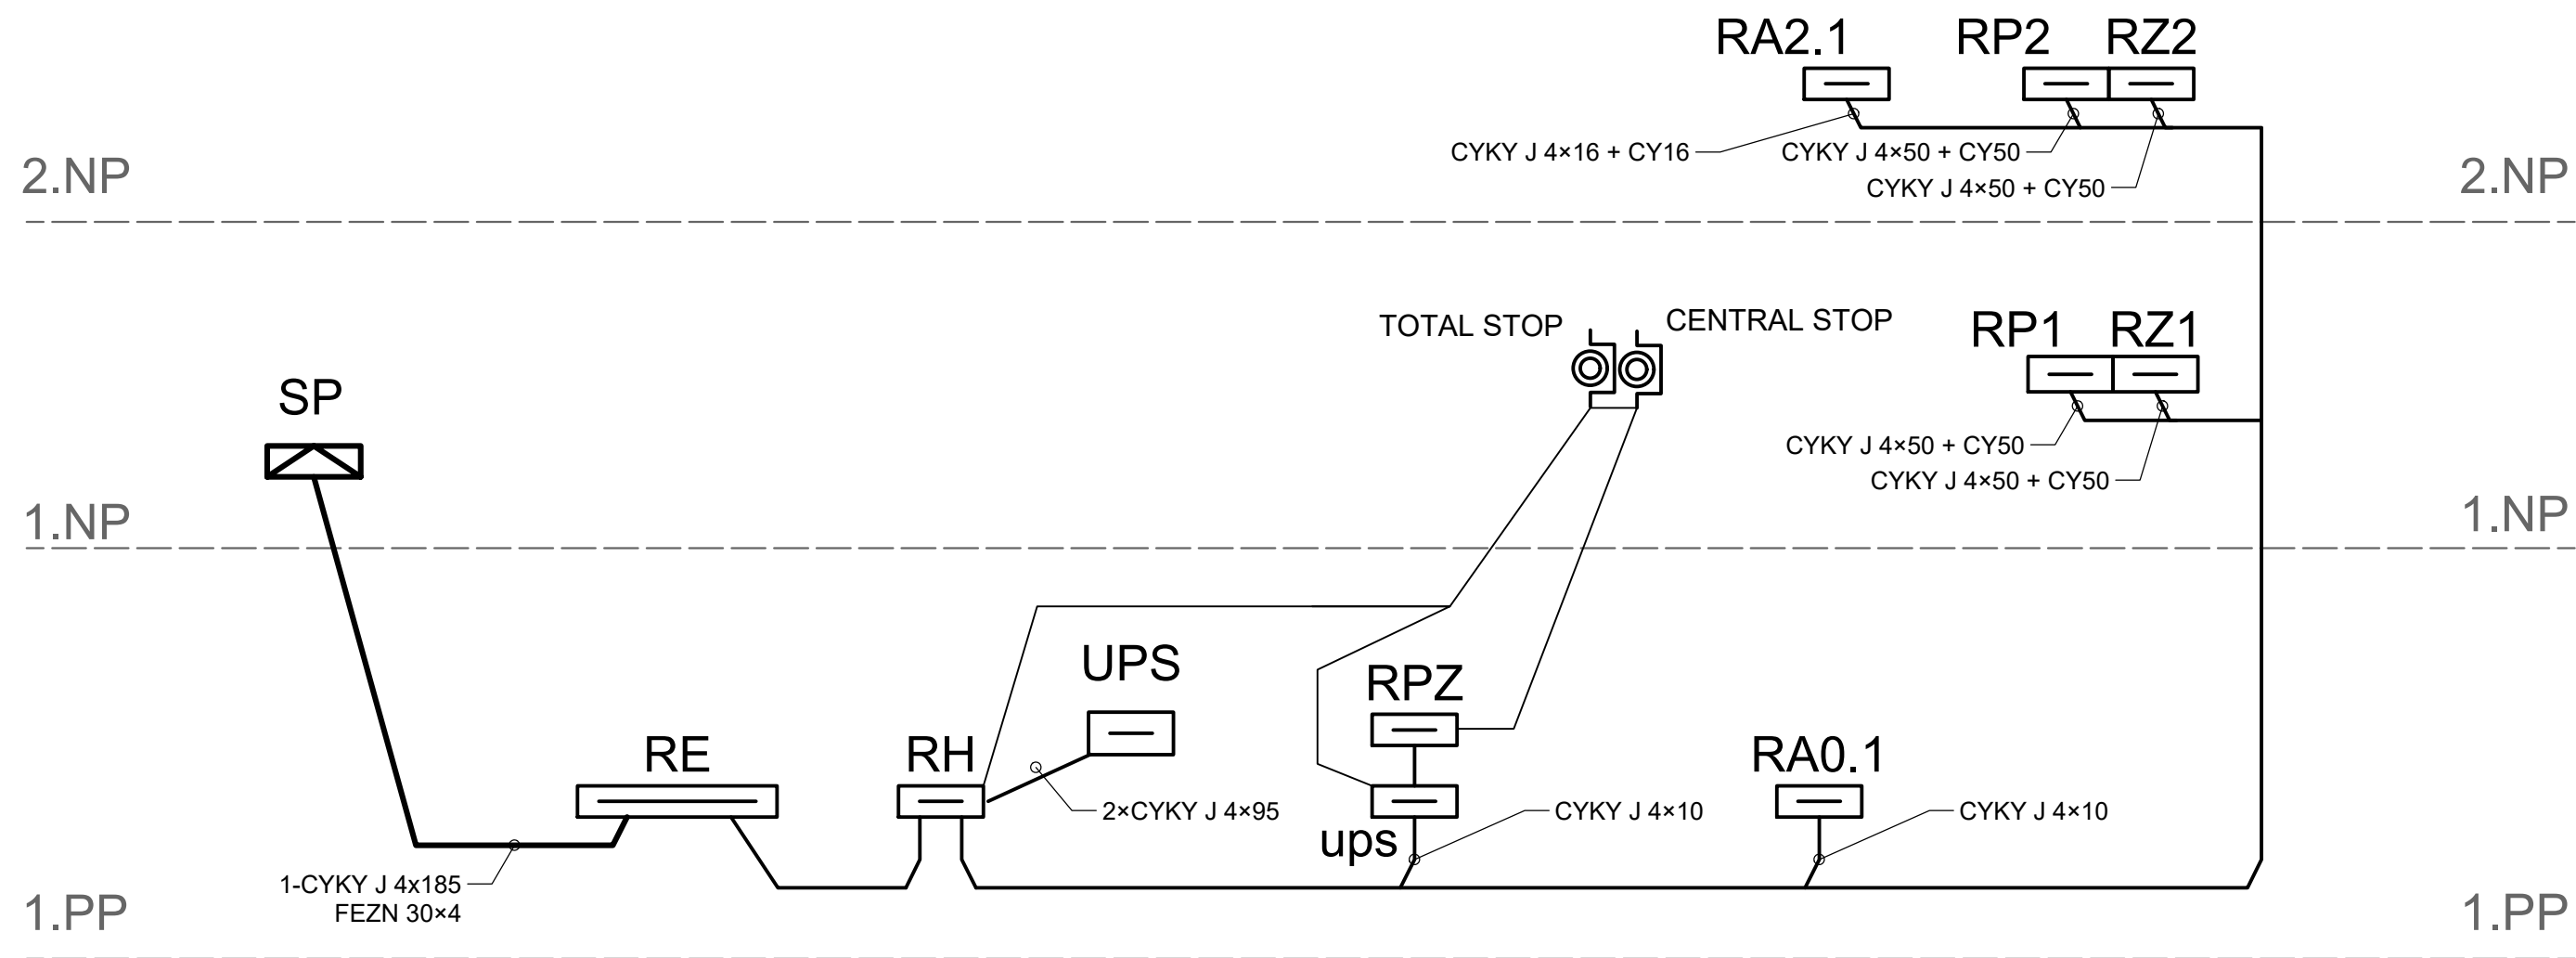 RA2.1 RP2 RZ2
CYKY J 4×16 + CY16 CYKY J 4×50 + CY50
2.NP 2.NP
CYKY J 4×50 + CY50
TOTAL STOP CENTRAL STOP
RP1 RZ1
SP
CYKY J 4×50 + CY50
CYKY J 4×50 + CY50
1.NP 1.NP
UPS
RPZ
RE RH RA0.1
2×CYKY J 4×95 CYKY J 4×10 CYKY J 4×10
ups
1-CYKY J 4x185
FEZN 30×4
1.PP 1.PP